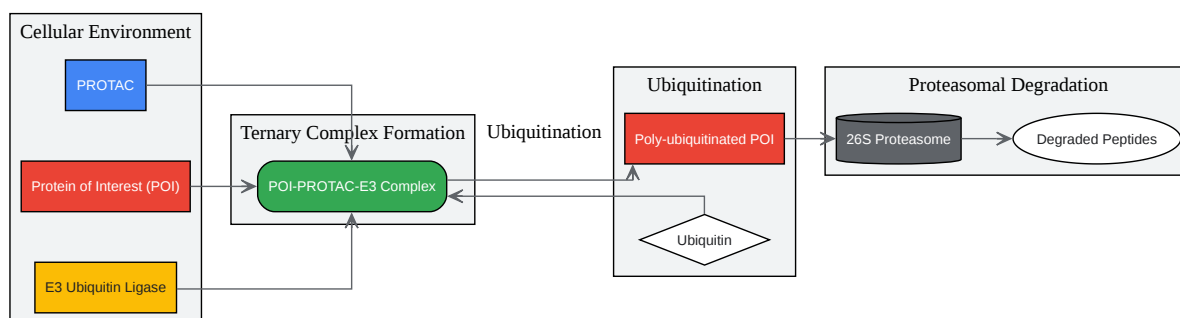 Cellular Environment
PROTAC
Protein of Interest (POI)
E3 Ubiquitin Ligase
Ternary Complex Formation
POI-PROTAC-E3 Complex
Ubiquitination
Ubiquitination
Poly-ubiquitinated POI
Ubiquitin
Proteasomal Degradation
26S Proteasome
Degraded Peptides